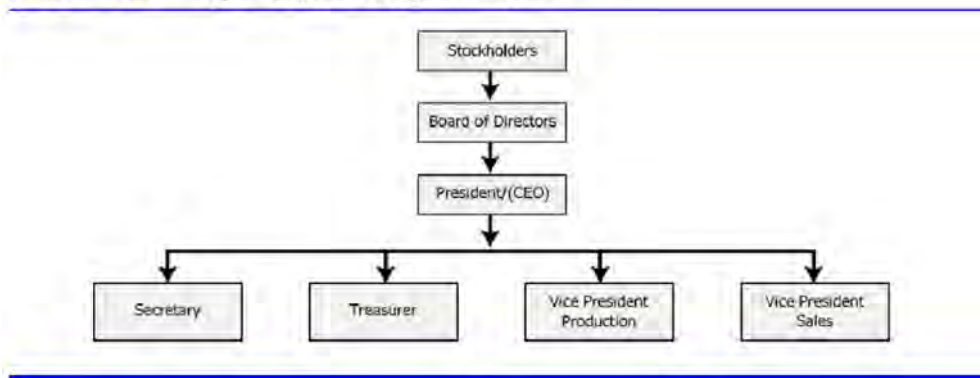 Stockholders
Board of Directors
President/(CEO)
Secretary
Treasurer
Vice President
Production
Vice President
Sales